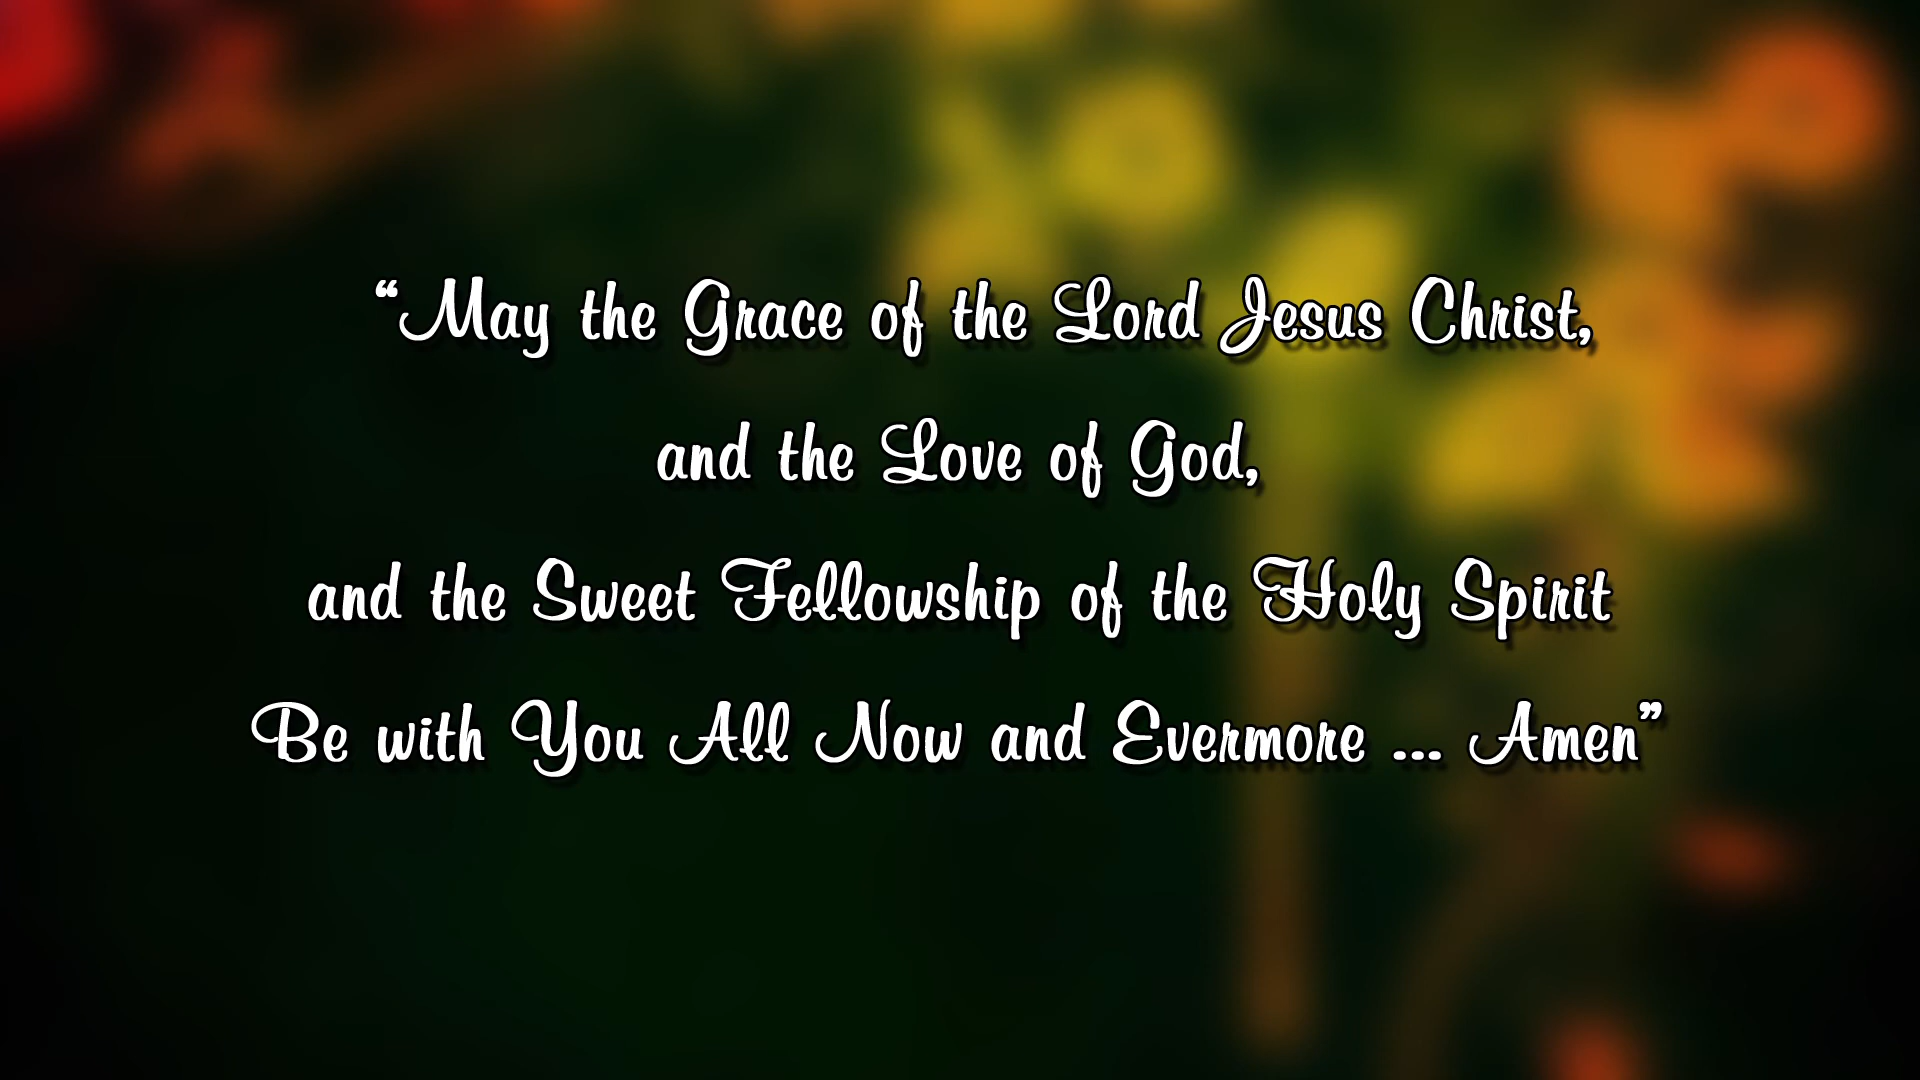 “May the Grace of the Lord Jesus Christ,
and the Love of God,
and the Sweet Fellowship of the Holy Spirit
Be with You All Now and Evermore ... Amen”